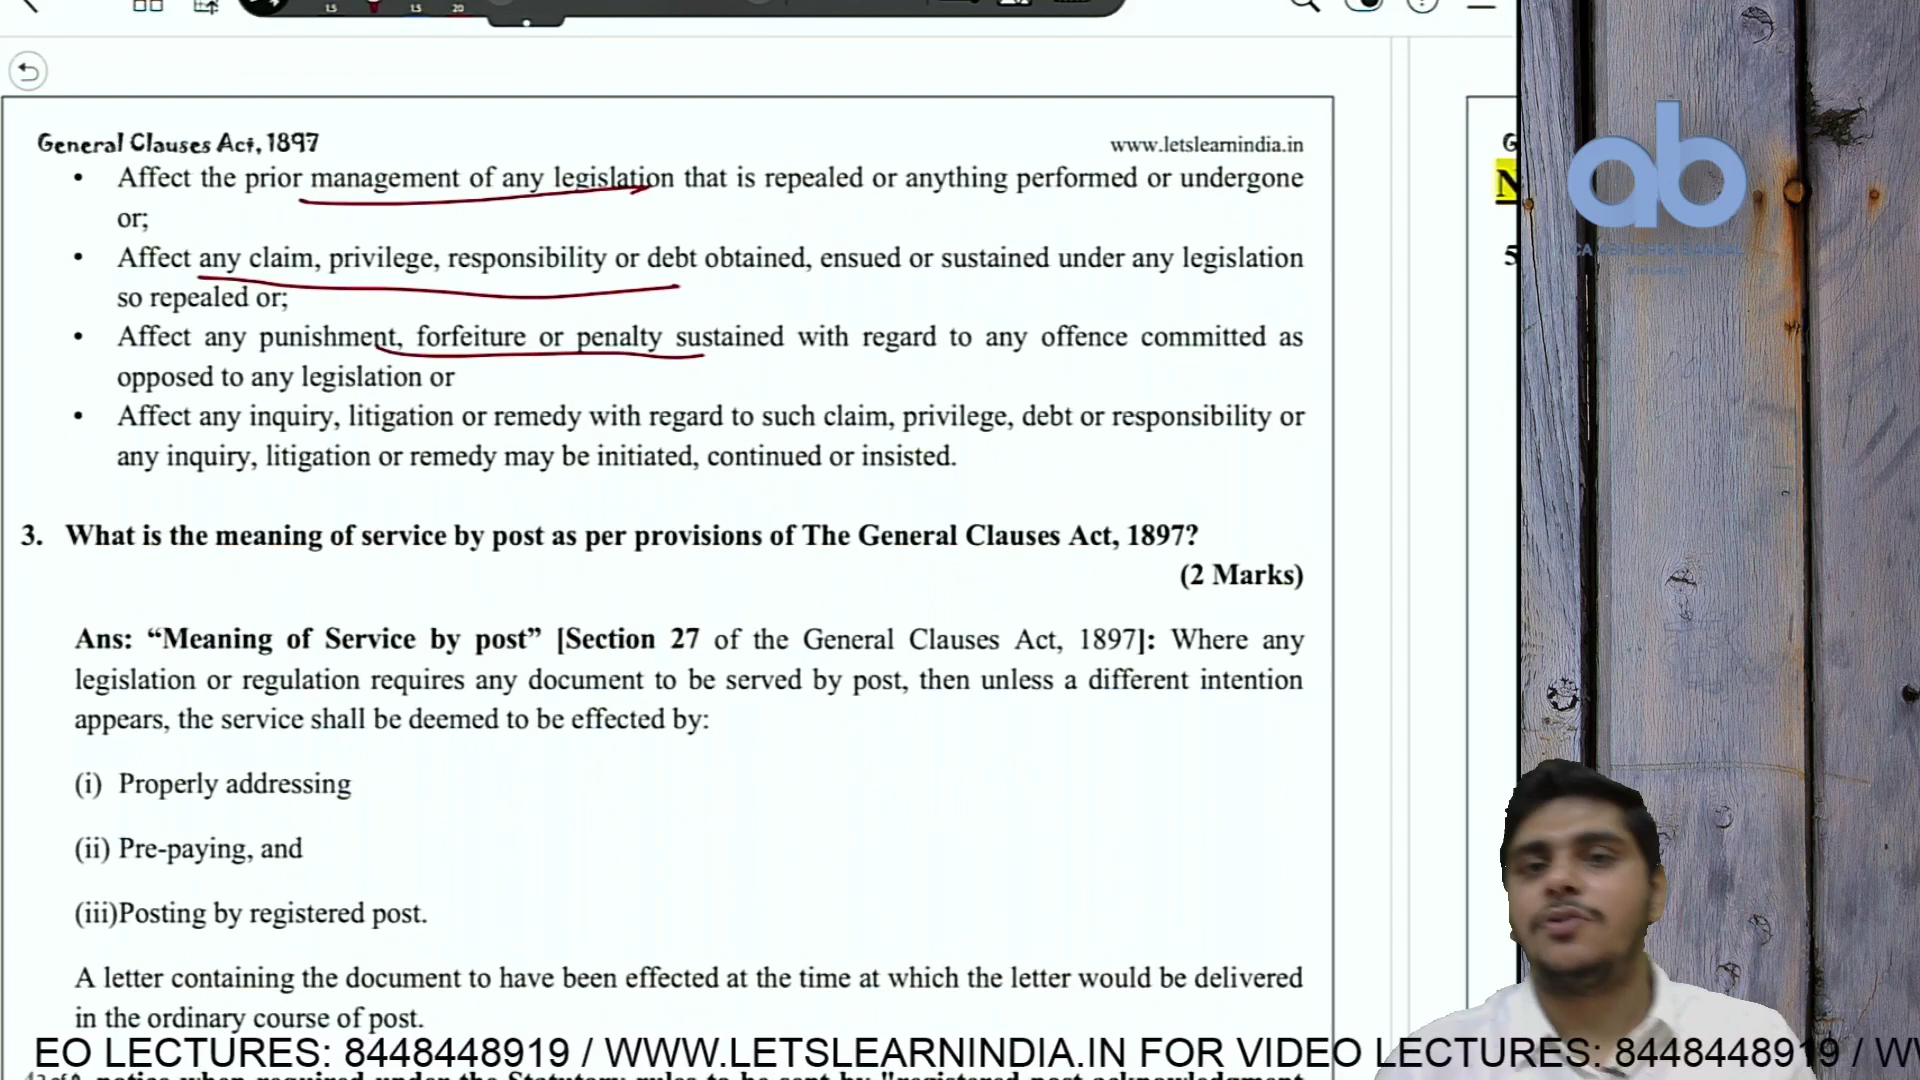 15
15
20
General Clauses Act, 1897
www.letslearnindia.in
• Affect the prior management of any legislation that is repealed or anything performed or undergone
or;
• Affect any claim, privilege, responsibility or debt obtained, ensued or sustained under any legislation
so repealed or;
• Affect any punishment, forfeiture or penalty sustained with regard to any offence committed as
opposed to any legislation or
• Affect any inquiry, litigation or remedy with regard to such claim, privilege, debt or responsibility or
any inquiry, litigation or remedy may be initiated, continued or insisted.
3. What is the meaning of service by post as per provisions of The General Clauses Act, 1897?
(2 Marks)
Ans: “Meaning of Service by post” [Section 27 of the General Clauses Act, 1897]: Where any
legislation or regulation requires any document to be served by post, then unless a different intention
appears, the service shall be deemed to be effected by:
(i) Properly addressing
(ii) Pre-paying, and
(iii)Posting by registered post.
A letter containing the document to have been effected at the time at which the letter would be delivered
in the ordinary course of post.
G
N
5
ab
EO LECTURES: 8448448919 / WWW.LETSLEARNINDIA.IN FOR VIDEO LECTURES: 8448448919 / W